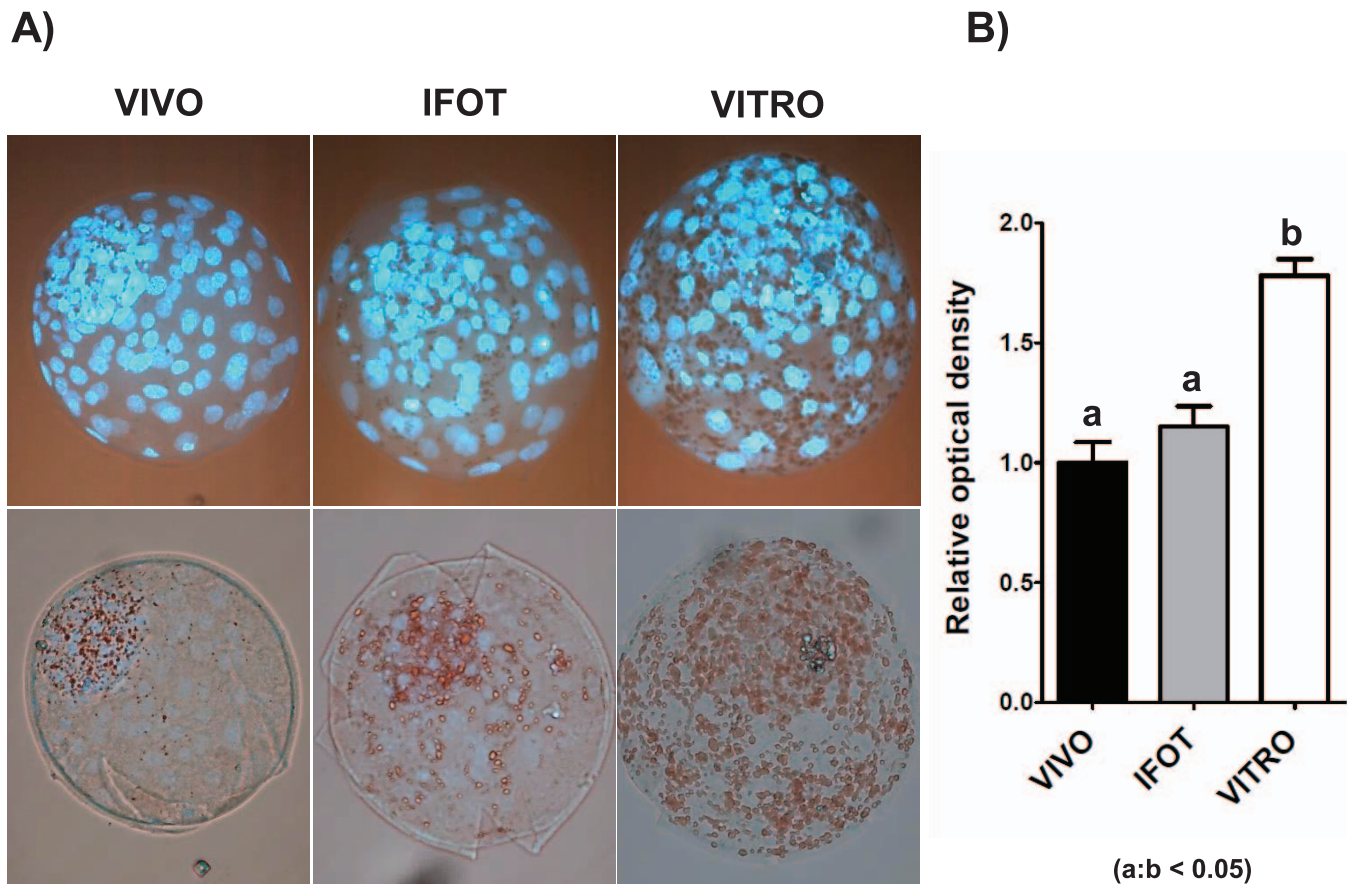 A)
B)
VIVO
IFOT
VITRO
Relative optical density
2.0
1.5
1.0
0.5
0.0
a
a
b
VIVO
IFOT
VITRO
(a:b < 0.05)